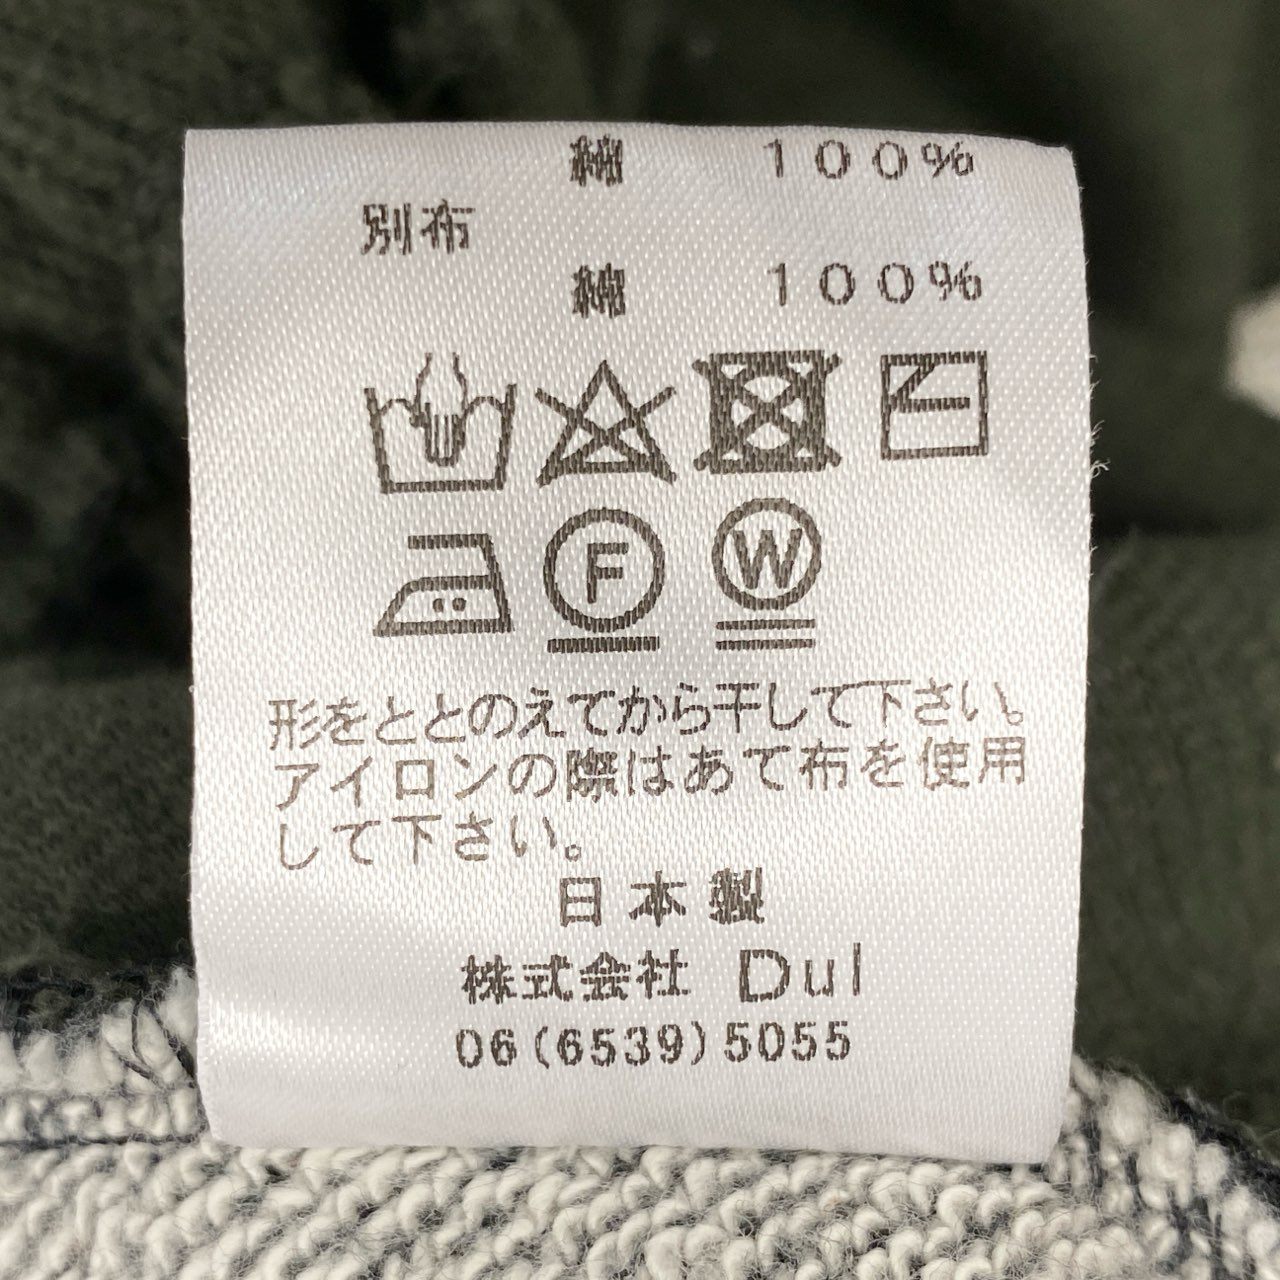 綿 100%
別布
綿 100%
F W
形をととのえてから干して下さい。
アイロンの際はあて布を使用
して下さい。
日本製
株式会社 Dul
06(6539)5055